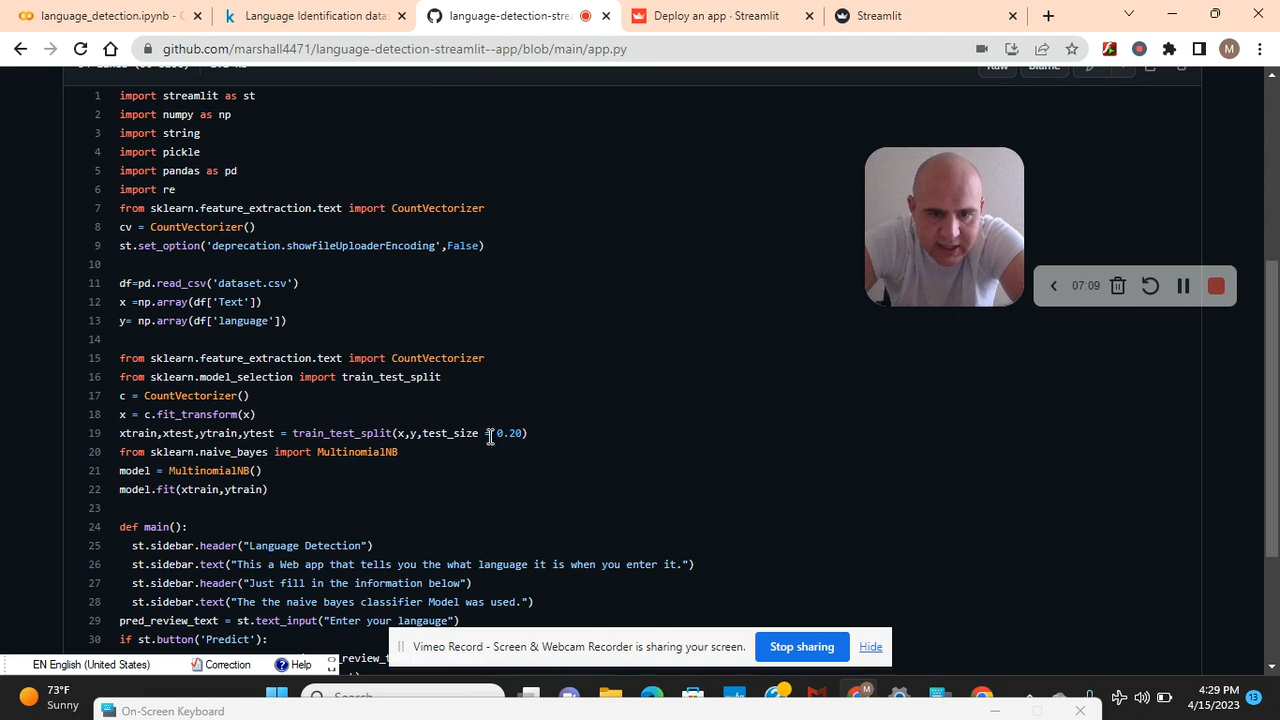 language_detection.ipynb - C
Language Identification data
language-detection-stre
Deploy an app - Streamlit
Streamlit
github.com/marshall4471/language-detection-streamlit--app/blob/main/app.py
M
Raw Blame
1 import streamlit as st
2 import numpy as np
3 import string
4 import pickle
5 import pandas as pd
6 import re
7 from sklearn.feature_extraction.text import CountVectorizer
8 cv = CountVectorizer()
9 st.set_option('deprecation.showfileUploaderEncoding',False)
10
11 df=pd.read_csv('dataset.csv')
12 x =np.array(df['Text'])
13 y= np.array(df['language'])
14
15 from sklearn.feature_extraction.text import CountVectorizer
16 from sklearn.model_selection import train_test_split
17 c = CountVectorizer()
18 x = c.fit_transform(x)
19 xtrain,xtest,ytrain,ytest = train_test_split(x,y,test_size = 0.20)
20 from sklearn.naive_bayes import MultinomialNB
21 model = MultinomialNB()
22 model.fit(xtrain,ytrain)
23
24 def main():
25 st.sidebar.header("Language Detection")
26 st.sidebar.text("This a Web app that tells you the what language it is when you enter it.")
27 st.sidebar.header("Just fill in the information below")
28 st.sidebar.text("The the naive bayes classifier Model was used.")
29 pred_review_text = st.text_input("Enter your langauge")
30 if st.button('Predict'):
07:09
Vimeo Record - Screen & Webcam Recorder is sharing your screen.
Stop sharing
Hide
EN English (United States)
Correction
Help
73°F
Sunny
Search
4:29 PM
4/15/2023
13
On-Screen Keyboard